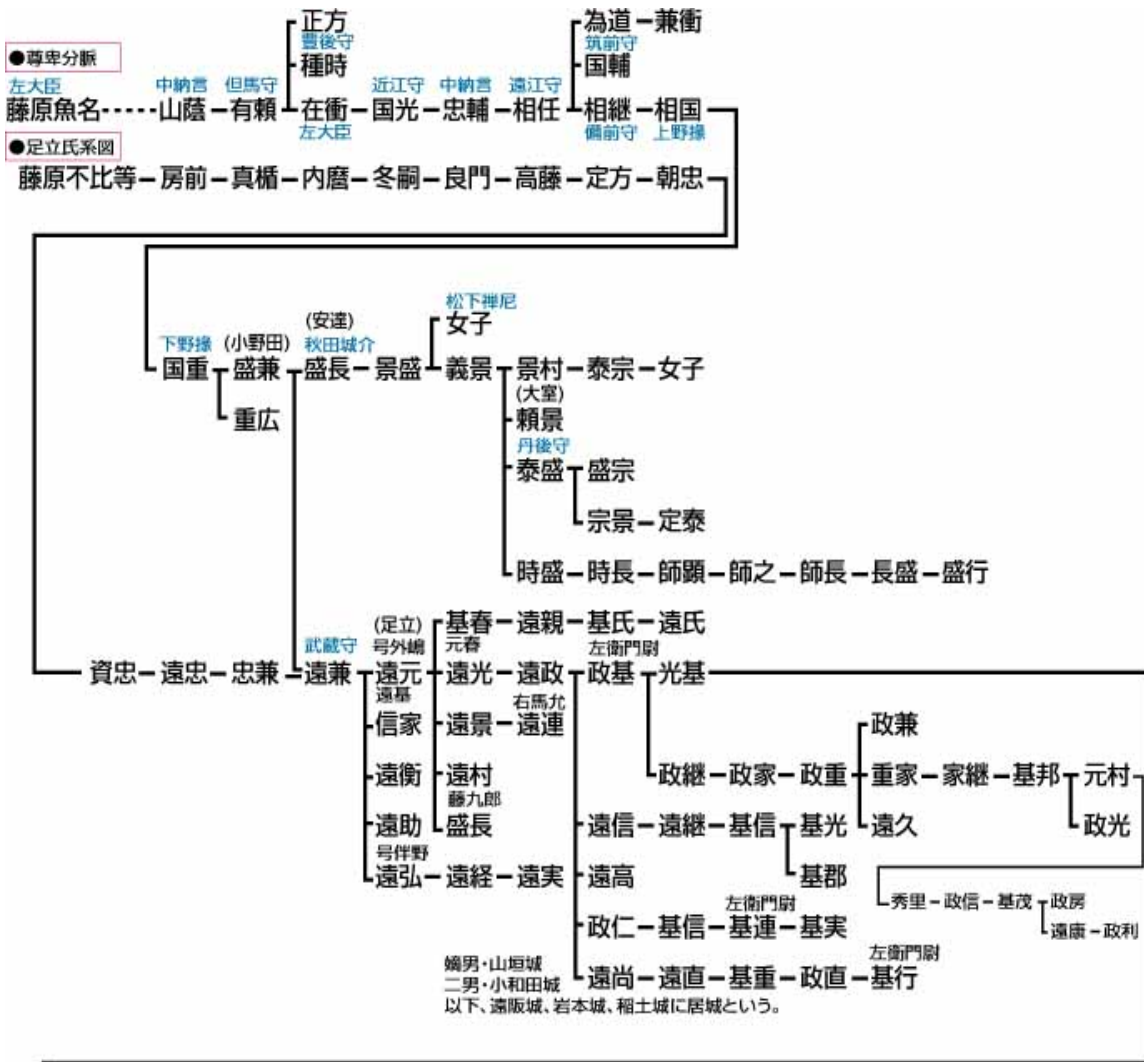 正方
為道 兼衡
豊後守
筑前守
●尊卑分脈
種時
国輔
左大臣 中納言 但馬守 近江守 中納言 遠江守
藤原魚名 山蔭 有頼 在衡 国光 忠輔 相任 相継 相国
左大臣 備前守 上野掾
●足立氏系図
藤原不比等 房前 真楯 内麿 冬嗣 良門 高藤 定方 朝忠
松下禅尼
女子
(安達)
下野掾 (小野田) 秋田城介
国重 盛兼 盛長 景盛 義景 景村 泰宗 女子
(大室)
重広 頼景
丹後守
泰盛 盛宗
宗景 定泰
時盛 時長 師顕 師之 師長 長盛 盛行
(足立) 基春 遠親 基氏 遠氏
武蔵守 号外嶋 元春 左衛門尉
資忠 遠忠 忠兼 遠兼 遠元 遠光 遠政 政基 光基
遠基 右馬允
信家 遠景 遠連 政兼
遠衡 遠村 政継 政家 政重 重家 家継 基邦 元村
藤九郎
遠助 盛長 遠信 遠継 基信 基光 遠久 政光
号伴野
遠弘 遠経 遠実 遠高 基郡
秀里 政信 基茂 政房
左衛門尉
政仁 基信 基連 基実 遠康 政利
左衛門尉
嫡男・山垣城
遠尚 遠直 基重 政直 基行
二男・小和田城
以下、遠阪城、岩本城、稲土城に居城という。